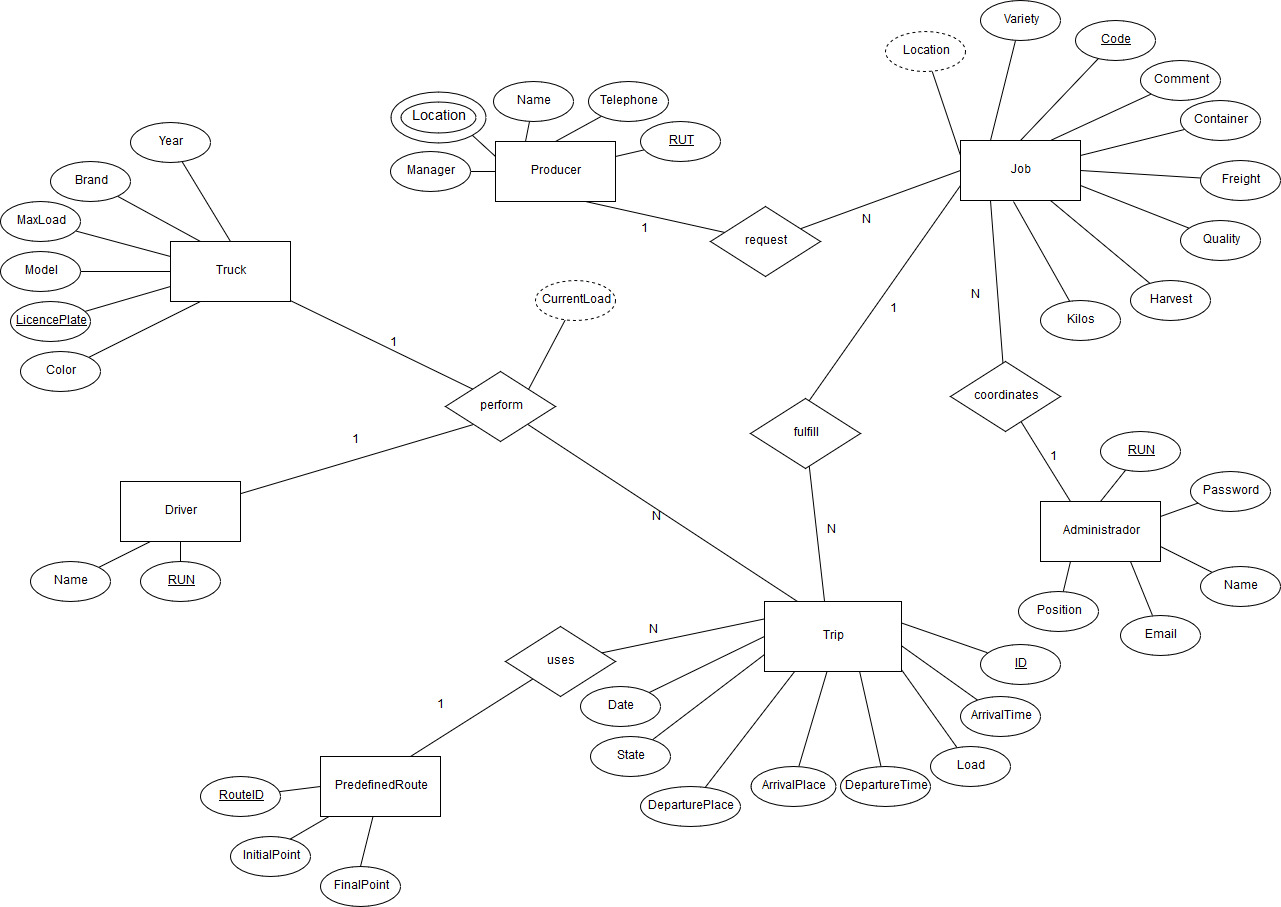 Variety
Code
Location
Comment
Name
Telephone
Location
Container
RUT
Year
Manager
Producer
Job
Freight
Brand
MaxLoad
1
N
request
Quality
Model
Truck
LicencePlate
CurrentLoad
N
Harvest
Kilos
1
Color
1
perform
coordinates
fulfill
1
1
RUN
Password
Driver
N
N
Administrador
Name
RUN
Name
Position
N
Trip
Email
uses
ID
1
Date
ArrivalTime
State
Load
PredefinedRoute
ArrivalPlace
DepartureTime
RouteID
DeparturePlace
InitialPoint
FinalPoint